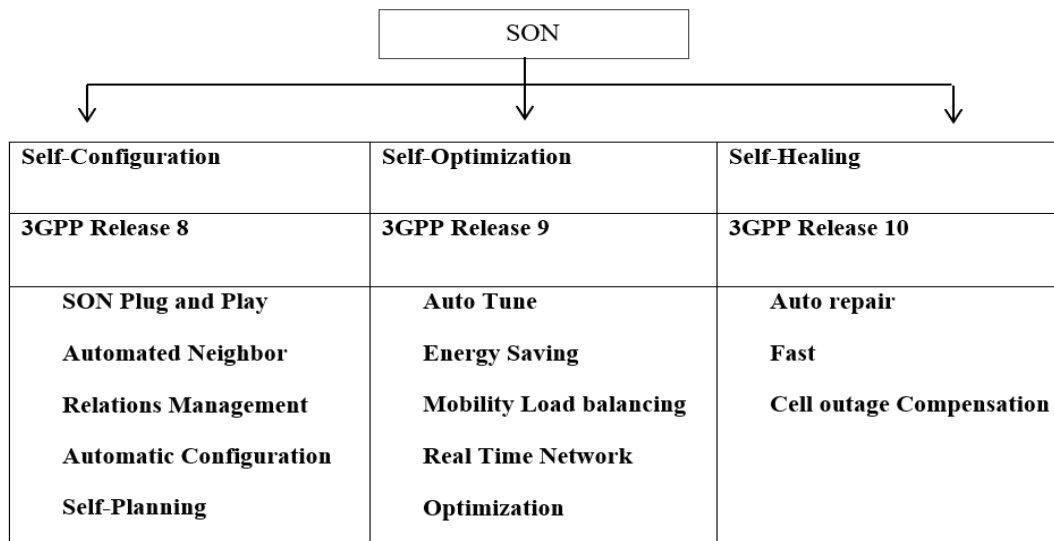 SON
Self-Configuration
Self-Optimization
Self-Healing
3GPP Release 8
3GPP Release 9
3GPP Release 10
SON Plug and Play
Automated Neighbor
Relations Management
Automatic Configuration
Self-Planning
Auto Tune
Energy Saving
Mobility Load balancing
Real Time Network
Optimization
Auto repair
Fast
Cell outage Compensation